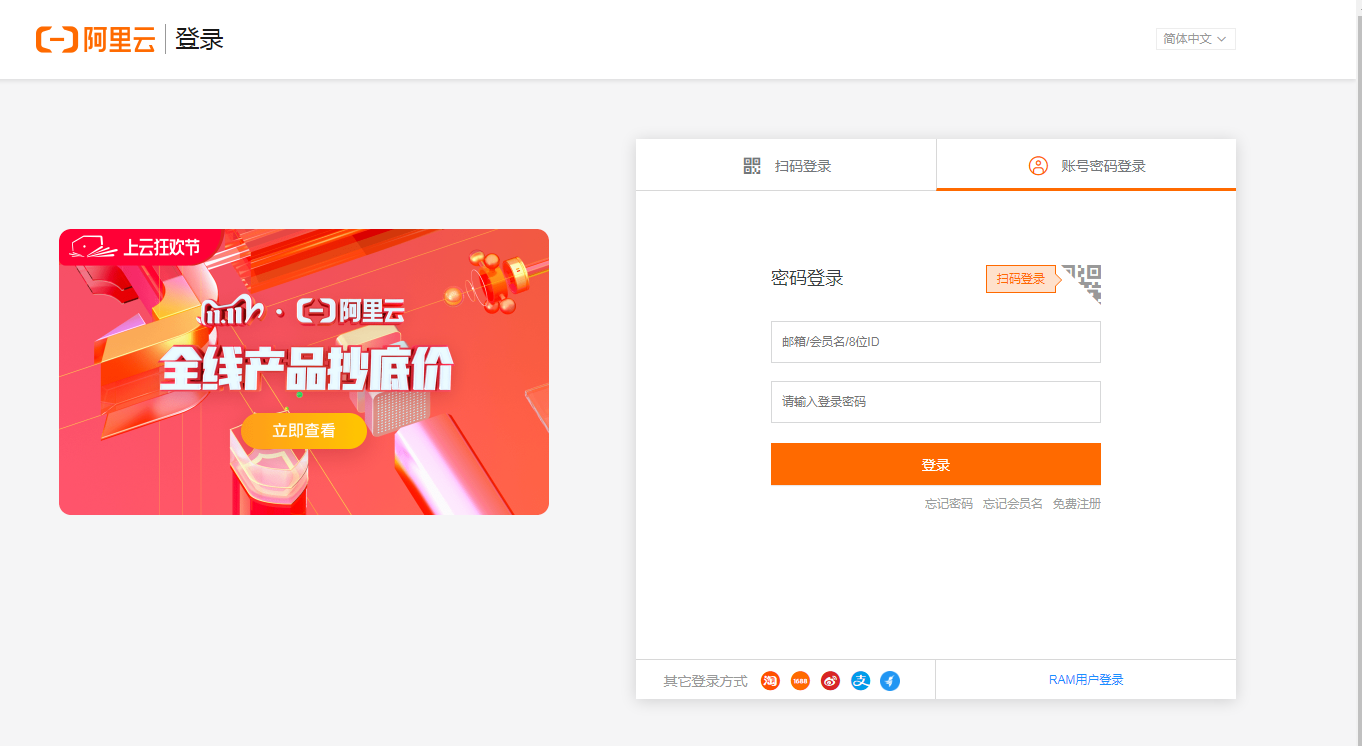 阿里云 登录
简体中文
扫码登录
账号密码登录
上云狂欢节
11.11 · 阿里云
全线产品抄底价
立即查看
密码登录
扫码登录
邮箱/会员名/8位ID
请输入登录密码
登录
忘记密码 忘记会员名 免费注册
其它登录方式 淘 1688 支
RAM用户登录